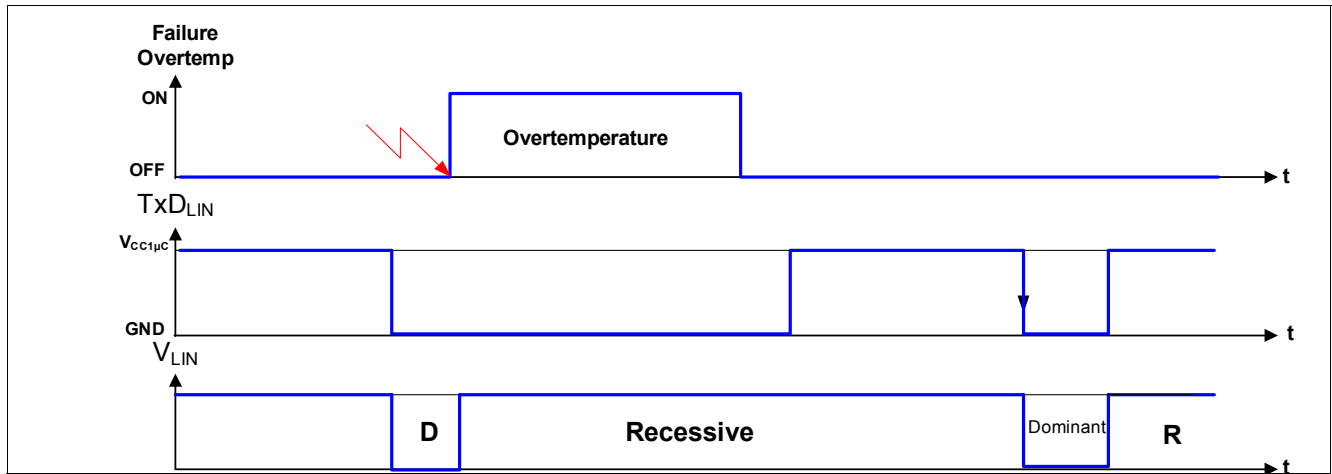 Failure
Overtemp
ON
Overtemperature
OFF
t
TxDLIN
VCC1µC
GND
t
VLIN
D
Recessive
Dominant
R
t